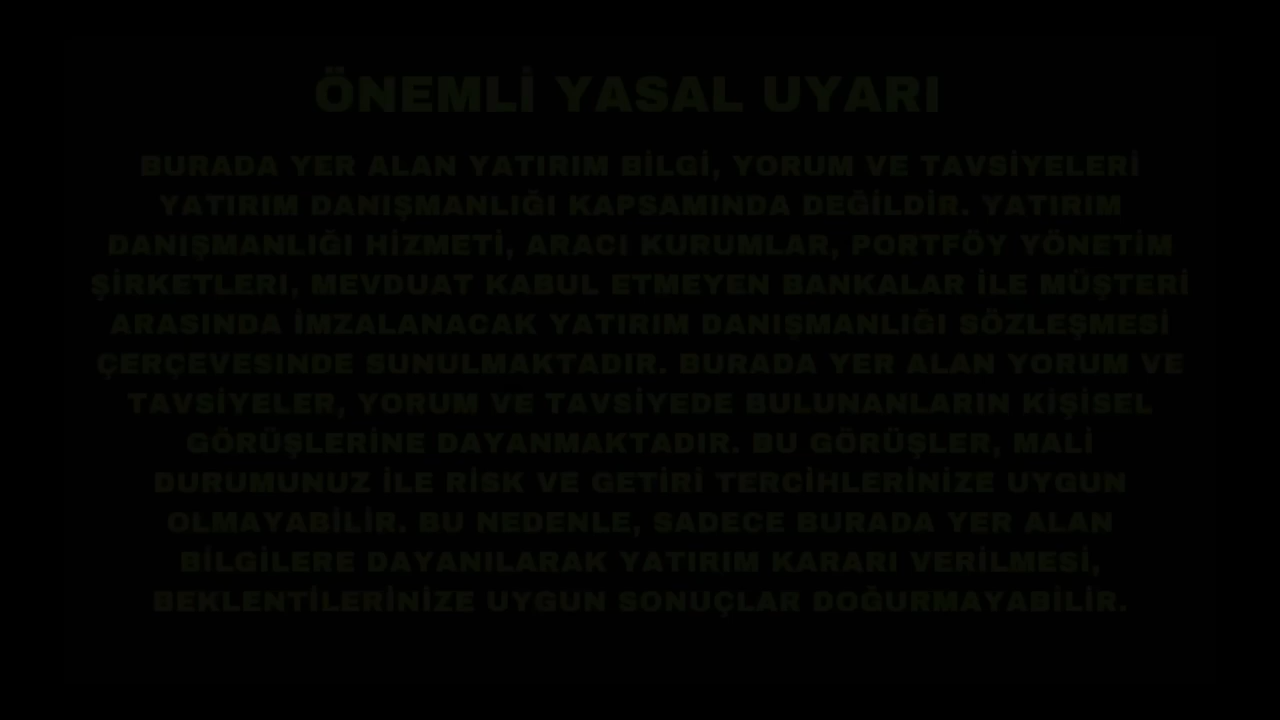 ÖNEMLİ YASAL UYARI
BURADA YER ALAN YATIRIM BİLGİ, YORUM VE TAVSİYELERİ
YATIRIM DANIŞMANLIĞI KAPSAMINDA DEĞİLDİR. YATIRIM
DANIŞMANLIĞI HİZMETİ, ARACI KURUMLAR, PORTFÖY YÖNETİM
ŞİRKETLERI, MEVDUAT KABUL ETMEYEN BANKALAR İLE MÜŞTERİ
ARASINDA İMZALANACAK YATIRIM DANIŞMANLIĞI SÖZLEŞMESİ
ÇERÇEVESINDE SUNULMAKTADIR. BURADA YER ALAN YORUM VE
TAVSİYELER, YORUM VE TAVSİYEDE BULUNANLARIN KİŞİSEL
GÖRÜŞLERİNE DAYANMAKTADIR. BU GÖRÜŞLER, MALİ
DURUMUNUZ İLE RİSK VE GETİRİ TERCİHLERİNİZE UYGUN
OLMAYABİLİR. BU NEDENLE, SADECE BURADA YER ALAN
BİLGİLERE DAYANILARAK YATIRIM KARARI VERİLMESİ,
BEKLENTİLERİNİZE UYGUN SONUÇLAR DOĞURMAYABİLİR.